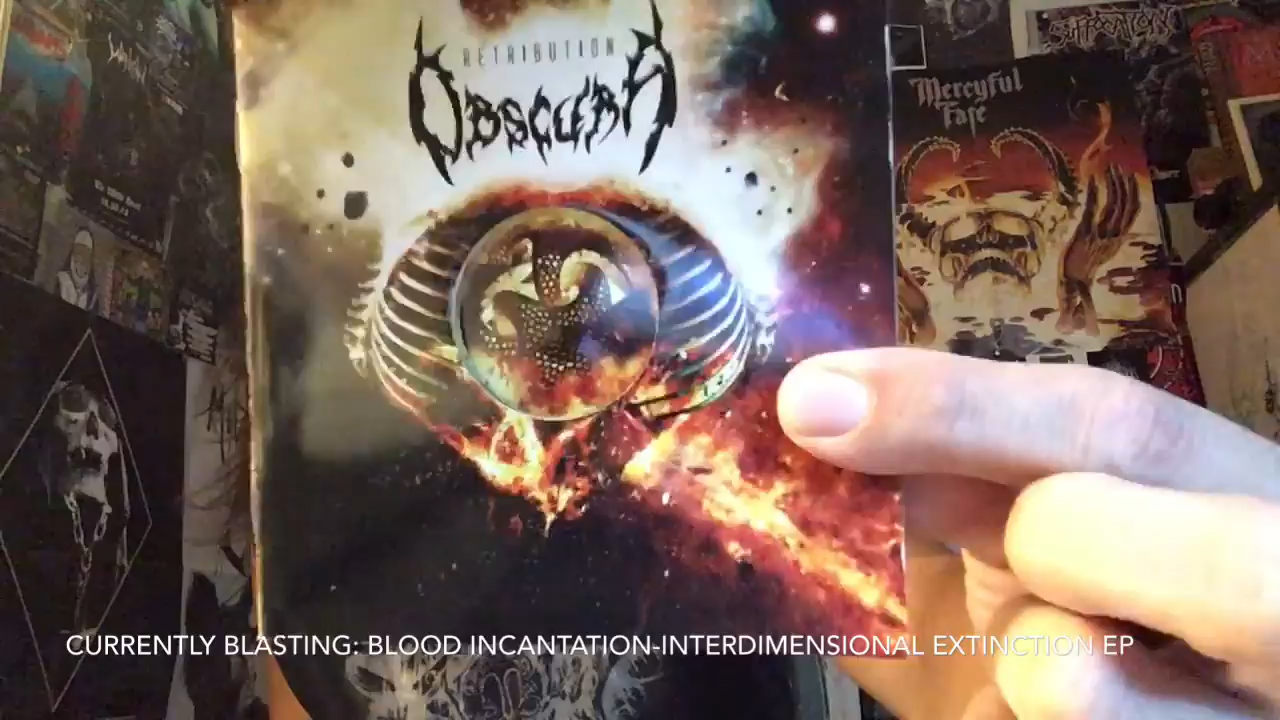 RETRIBUTION
OBSCURA
SUFFOCATION
Mercyful
Fate
CURRENTLY BLASTING: BLOOD INCANTATION-INTERDIMENSIONAL EXTINCTION EP